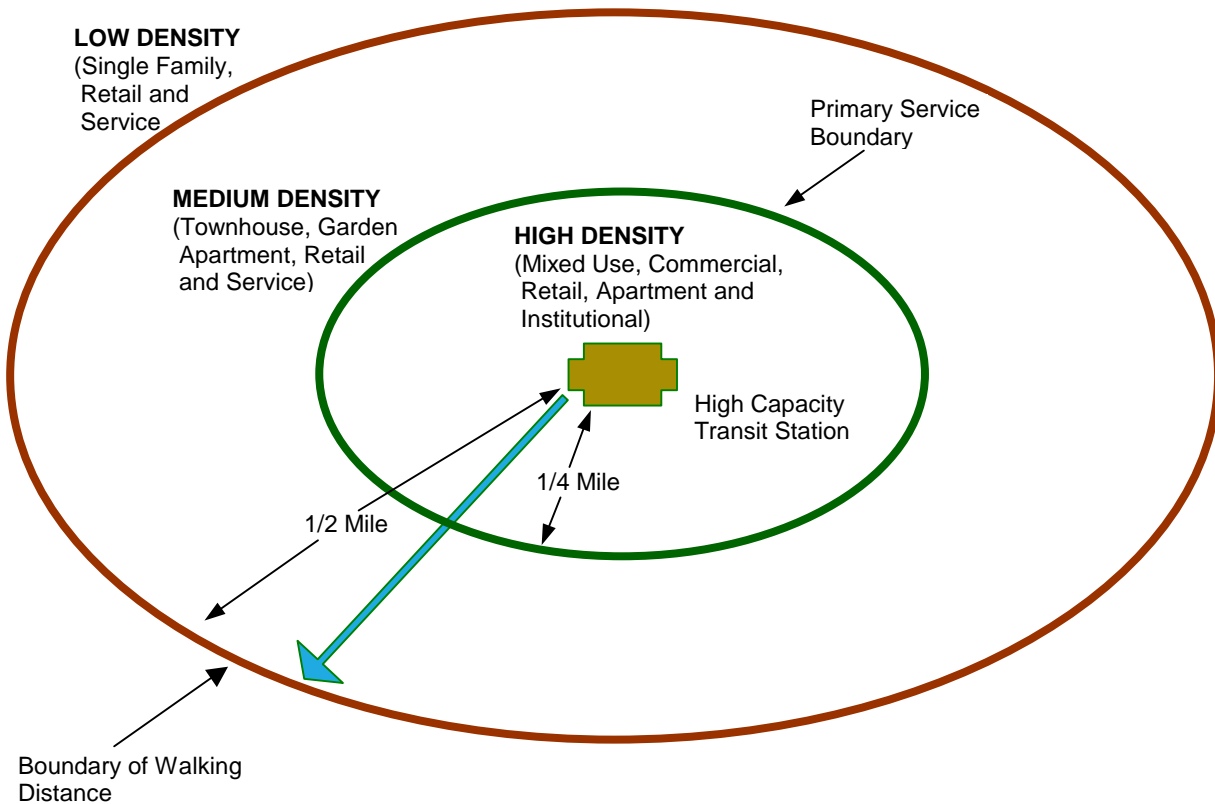 LOW DENSITY
(Single Family,
Retail and
Service
Primary Service
Boundary
MEDIUM DENSITY
(Townhouse, Garden
Apartment, Retail
and Service)
HIGH DENSITY
(Mixed Use, Commercial,
Retail, Apartment and
Institutional)
High Capacity
Transit Station
1/4 Mile
1/2 Mile
Boundary of Walking
Distance